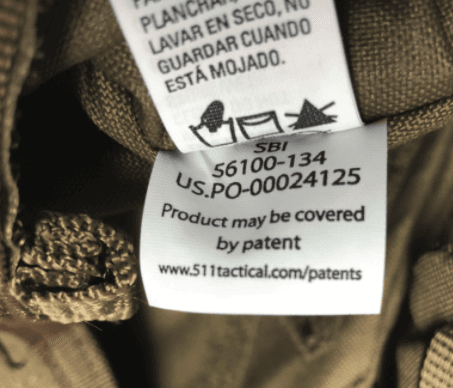 PLANCHAR,
LAVAR EN SECO, NO
GUARDAR CUANDO
ESTÁ MOJADO.
SBI
56100-134
US.PO-00024125
Product may be covered
by patent
www.511tactical.com/patents